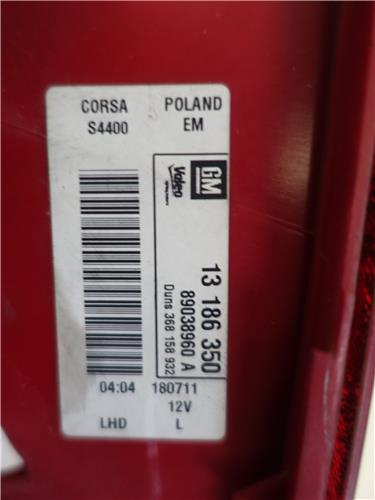 CORSA POLAND
S4400 EM
GM
Valeo
13 186 350
89038960 A
Duns 368 158 932
04:04 180711
12V
LHD L